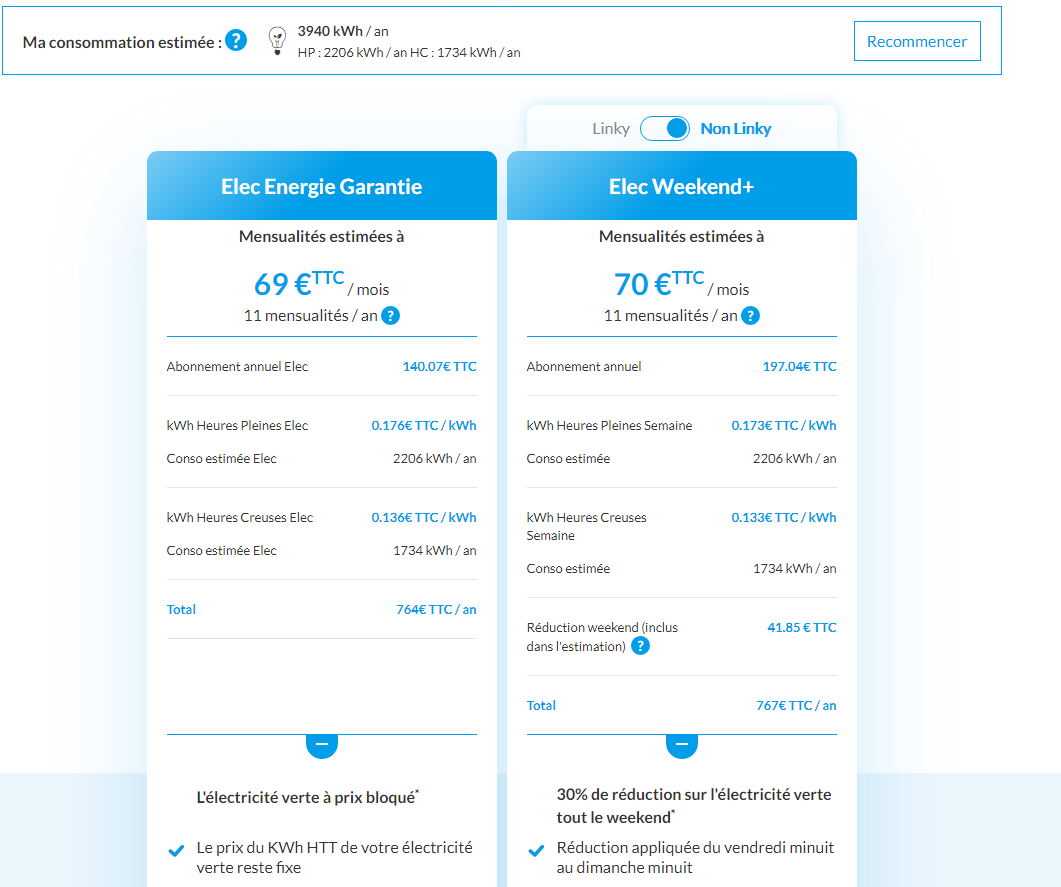 Ma consommation estimée : ?
3940 kWh / an
HP : 2206 kWh / an HC : 1734 kWh / an
Recommencer
Linky Non Linky
Elec Energie Garantie
Mensualités estimées à
69 €TTC / mois
11 mensualités / an ?
Abonnement annuel Elec 140.07€ TTC
kWh Heures Pleines Elec 0.176€ TTC / kWh
Conso estimée Elec 2206 kWh / an
kWh Heures Creuses Elec 0.136€ TTC / kWh
Conso estimée Elec 1734 kWh / an
Total 764€ TTC / an
L'électricité verte à prix bloqué*
Le prix du KWh HTT de votre électricité
verte reste fixe
Elec Weekend+
Mensualités estimées à
70 €TTC / mois
11 mensualités / an ?
Abonnement annuel 197.04€ TTC
kWh Heures Pleines Semaine 0.173€ TTC / kWh
Conso estimée 2206 kWh / an
kWh Heures Creuses 0.133€ TTC / kWh
Semaine
Conso estimée 1734 kWh / an
Réduction weekend (inclus 41.85 € TTC
dans l'estimation) ?
Total 767€ TTC / an
30% de réduction sur l'électricité verte
tout le weekend*
Réduction appliquée du vendredi minuit
au dimanche minuit